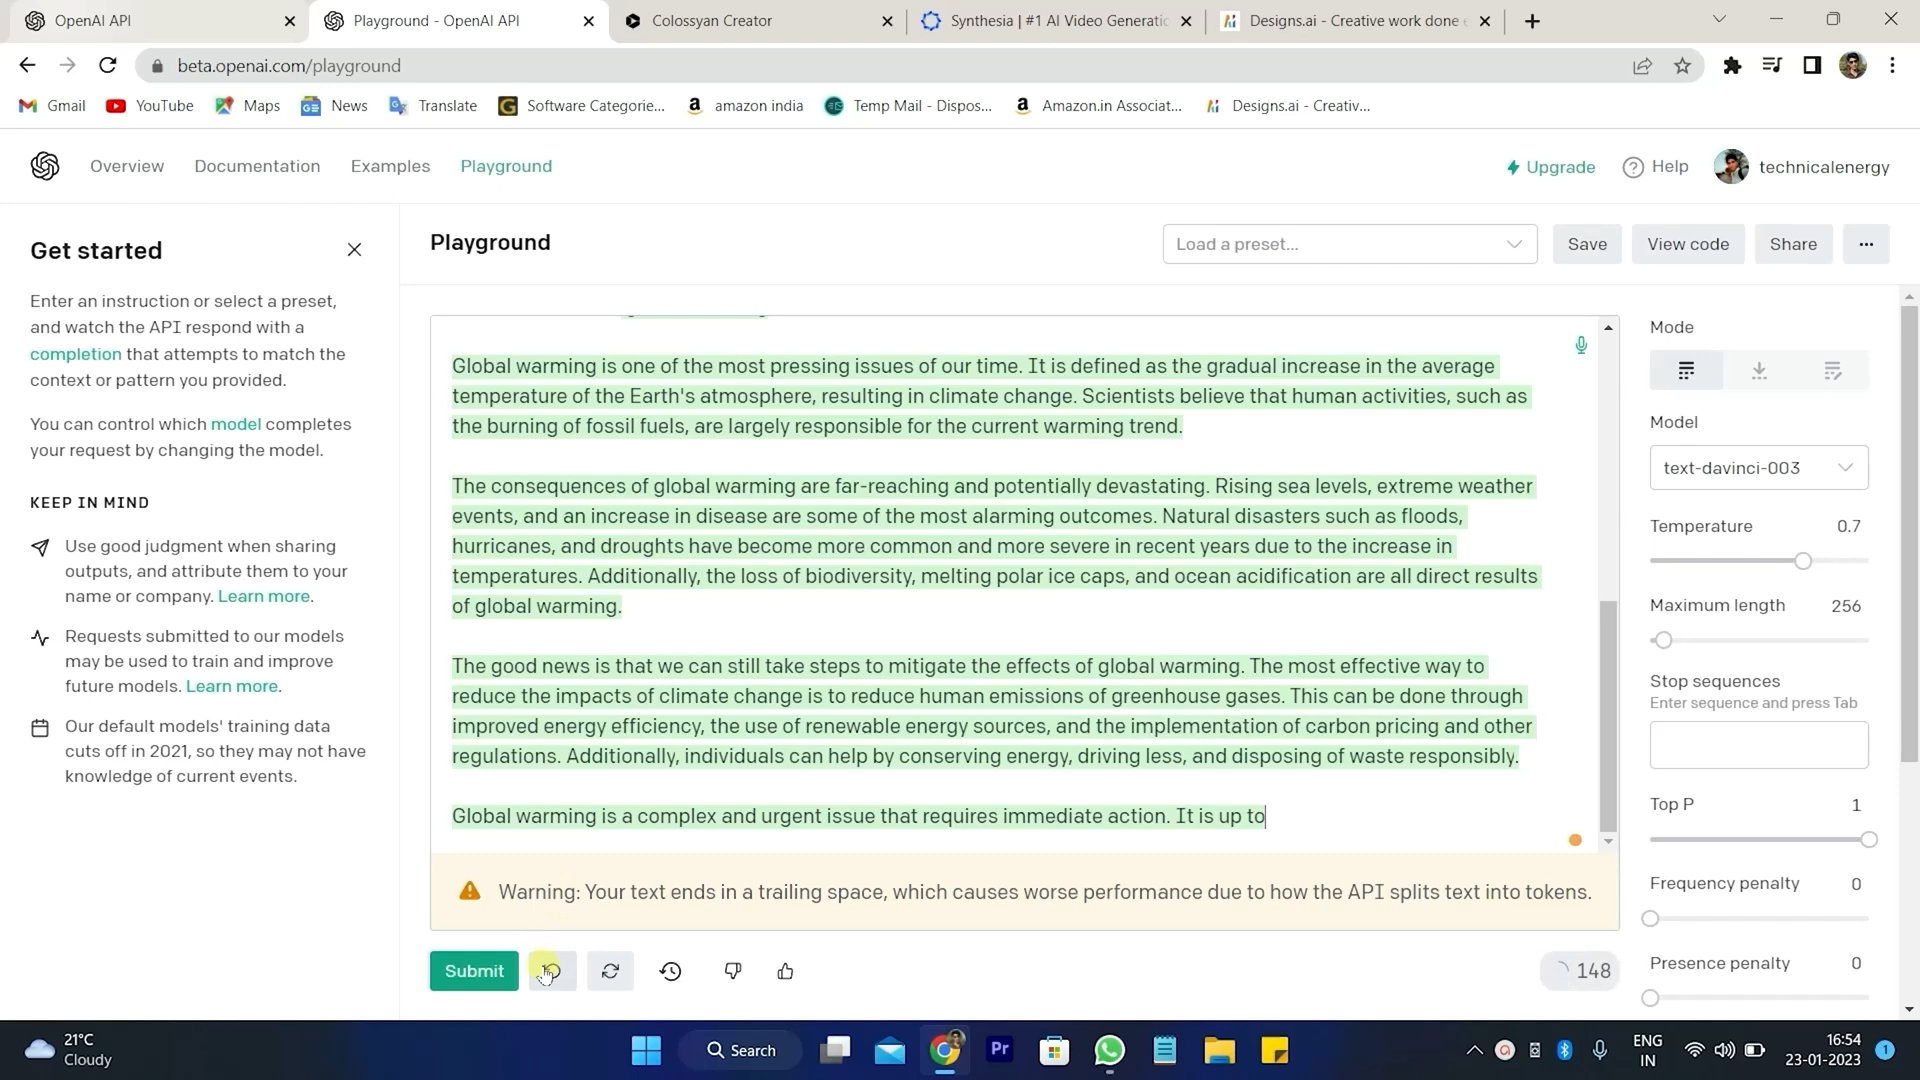 OpenAI API
Playground - OpenAI API
Colossyan Creator
Synthesia | #1 AI Video Generatio
Designs.ai - Creative work done e
beta.openai.com/playground
Gmail
YouTube
Maps
News
Translate
Software Categorie...
amazon india
Temp Mail - Dispos...
Amazon.in Associat...
Designs.ai - Creativ...
Overview
Documentation
Examples
Playground
Upgrade
Help
technicalenergy
Get started
Enter an instruction or select a preset,
and watch the API respond with a
completion that attempts to match the
context or pattern you provided.
You can control which model completes
your request by changing the model.
KEEP IN MIND
Use good judgment when sharing
outputs, and attribute them to your
name or company. Learn more.
Requests submitted to our models
may be used to train and improve
future models. Learn more.
Our default models' training data
cuts off in 2021, so they may not have
knowledge of current events.
Playground
Load a preset...
Save
View code
Share
...
Global warming is one of the most pressing issues of our time. It is defined as the gradual increase in the average
temperature of the Earth's atmosphere, resulting in climate change. Scientists believe that human activities, such as
the burning of fossil fuels, are largely responsible for the current warming trend.
The consequences of global warming are far-reaching and potentially devastating. Rising sea levels, extreme weather
events, and an increase in disease are some of the most alarming outcomes. Natural disasters such as floods,
hurricanes, and droughts have become more common and more severe in recent years due to the increase in
temperatures. Additionally, the loss of biodiversity, melting polar ice caps, and ocean acidification are all direct results
of global warming.
The good news is that we can still take steps to mitigate the effects of global warming. The most effective way to
reduce the impacts of climate change is to reduce human emissions of greenhouse gases. This can be done through
improved energy efficiency, the use of renewable energy sources, and the implementation of carbon pricing and other
regulations. Additionally, individuals can help by conserving energy, driving less, and disposing of waste responsibly.
Global warming is a complex and urgent issue that requires immediate action. It is up to
Warning: Your text ends in a trailing space, which causes worse performance due to how the API splits text into tokens.
Submit
148
Mode
Model
text-davinci-003
Temperature 0.7
Maximum length 256
Stop sequences
Enter sequence and press Tab
Top P 1
Frequency penalty 0
Presence penalty 0
21°C
Cloudy
Search
Pr
ENG
IN
16:54
23-01-2023
1